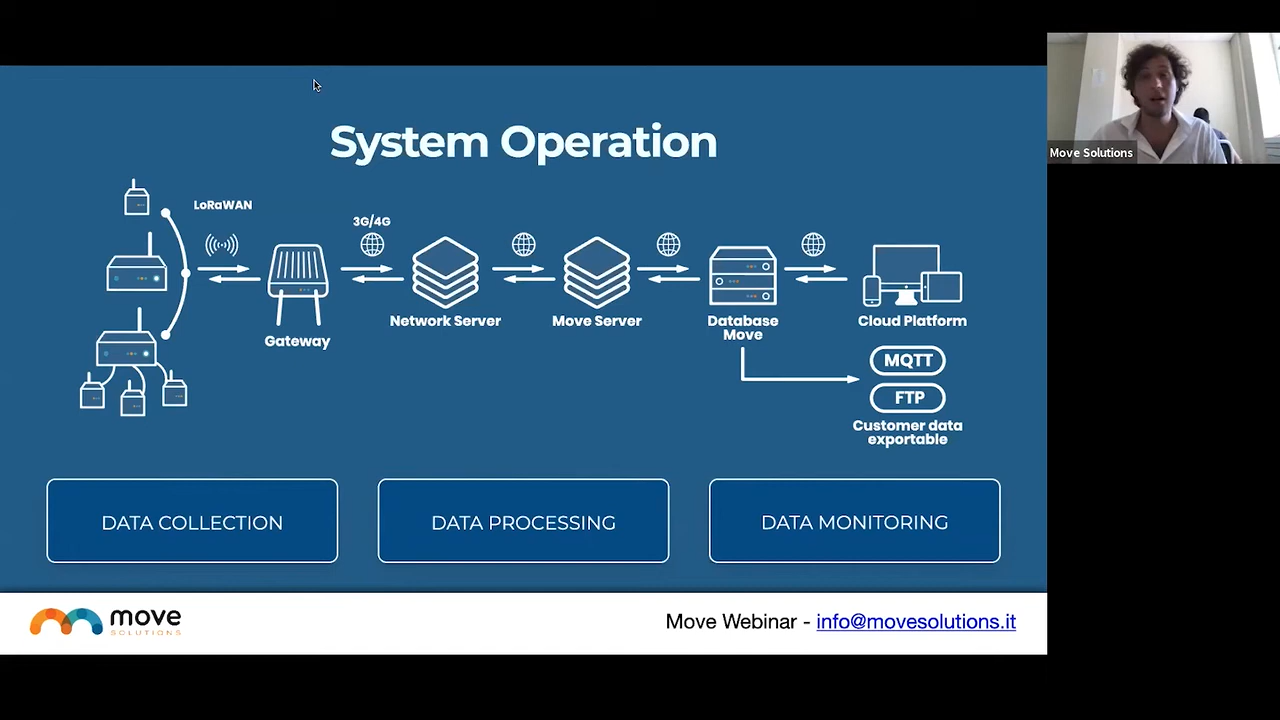 System Operation
LoRaWAN
3G/4G
Gateway
Network Server
Move Server
Database
Move
Cloud Platform
MQTT
FTP
Customer data
exportable
DATA COLLECTION
DATA PROCESSING
DATA MONITORING
move
SOLUTIONS
Move Webinar - info@movesolutions.it
Move Solutions